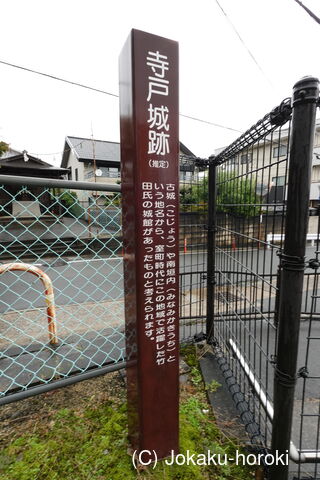 寺戸城跡
(推定)
古城(こじょう)や南垣内(みなみかきうち)と
いう地名から、室町時代にこの地域で活躍した竹
田氏の城館があったものと考えられます。
(C) Jokaku-horoki